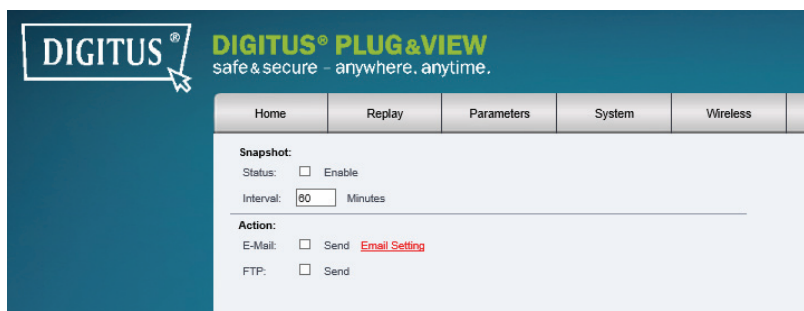 DIGITUS®
DIGITUS® PLUG&VIEW
safe & secure – anywhere. anytime.
Home Replay Parameters System Wireless
Snapshot:
Status: Enable
Interval: 60 Minutes
Action:
E-Mail: Send Email Setting
FTP: Send